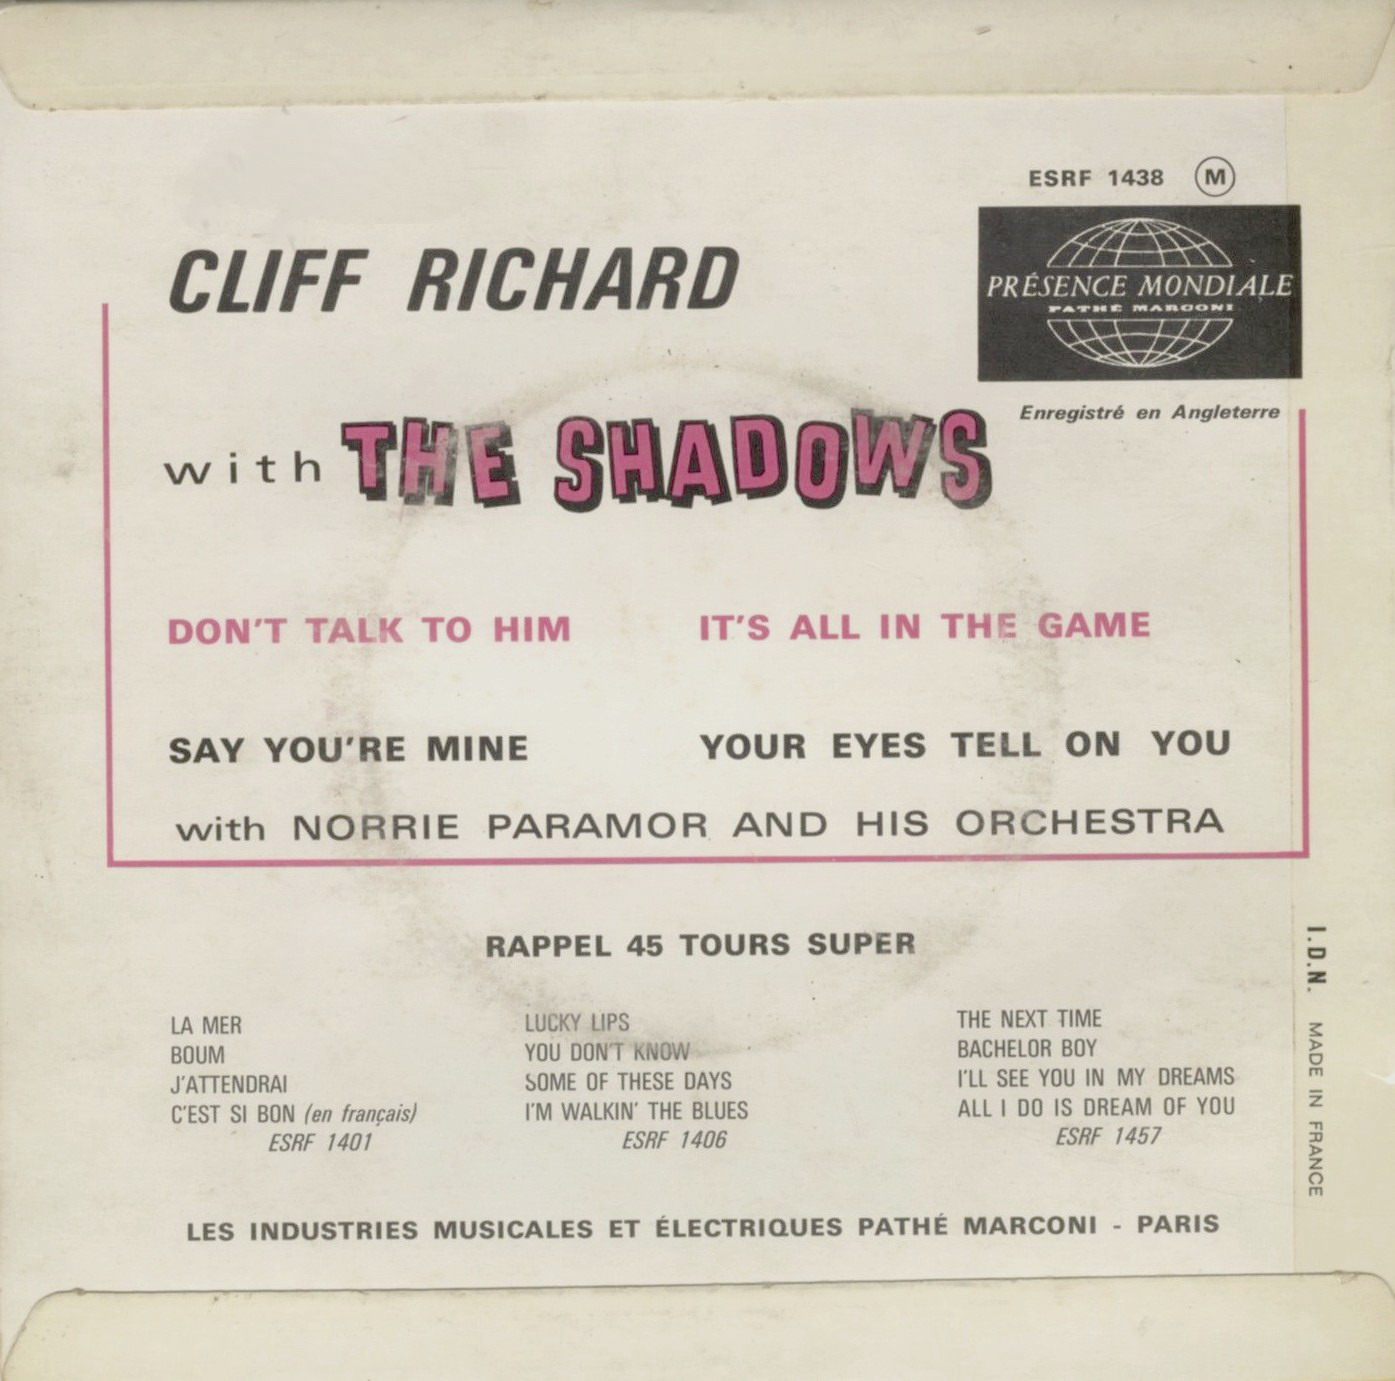 ESRF 1438 M
PRÉSENCE MONDIALE
PATHÉ MARCONI
Enregistré en Angleterre
CLIFF RICHARD
with THE SHADOWS
DON'T TALK TO HIM
IT'S ALL IN THE GAME
SAY YOU'RE MINE
YOUR EYES TELL ON YOU
with NORRIE PARAMOR AND HIS ORCHESTRA
RAPPEL 45 TOURS SUPER
LA MER
BOUM
J'ATTENDRAI
C'EST SI BON (en français)
ESRF 1401
LUCKY LIPS
YOU DON'T KNOW
SOME OF THESE DAYS
I'M WALKIN' THE BLUES
ESRF 1406
THE NEXT TIME
BACHELOR BOY
I'LL SEE YOU IN MY DREAMS
ALL I DO IS DREAM OF YOU
ESRF 1457
LES INDUSTRIES MUSICALES ET ÉLECTRIQUES PATHÉ MARCONI - PARIS
I.D.N. MADE IN FRANCE